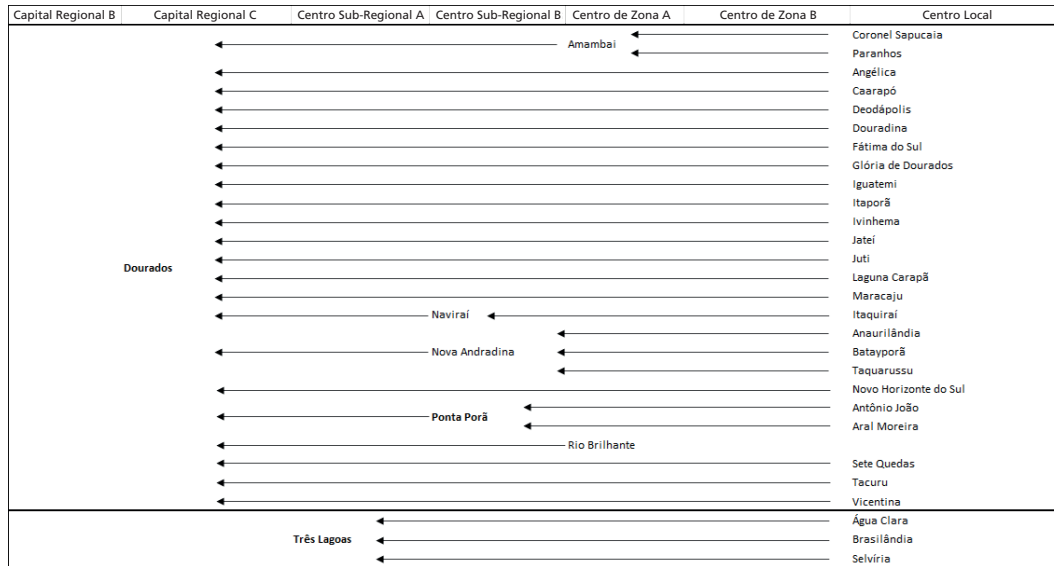 Capital Regional B Capital Regional C Centro Sub-Regional A Centro Sub-Regional B Centro de Zona A Centro de Zona B Centro Local
Coronel Sapucaia
Amambai
Paranhos
Angélica
Caarapó
Deodápolis
Douradina
Fátima do Sul
Glória de Dourados
Iguatemi
Itaporã
Ivinhema
Jateí
Juti
Dourados
Laguna Carapã
Maracaju
Naviraí Itaquiraí
Anaurilândia
Nova Andradina Batayporã
Taquarussu
Novo Horizonte do Sul
Antônio João
Ponta Porã
Aral Moreira
Rio Brilhante
Sete Quedas
Tacuru
Vicentina
Água Clara
Três Lagoas Brasilândia
Selvíria